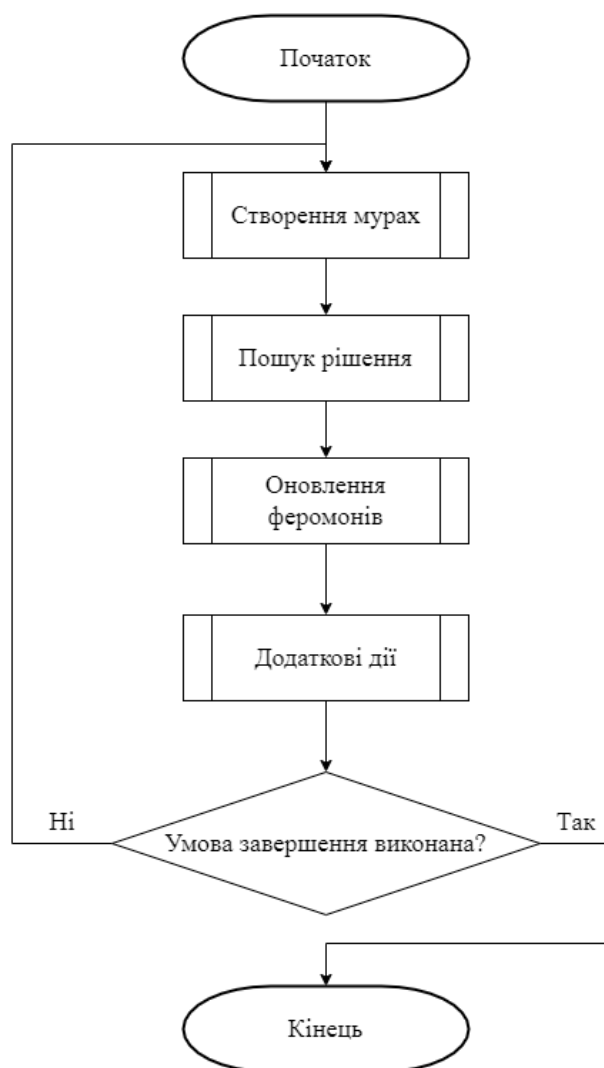 Початок
Створення мурах
Пошук рішення
Оновлення
феромонів
Додаткові дії
Ні
Так
Умова завершення виконана?
Кінець